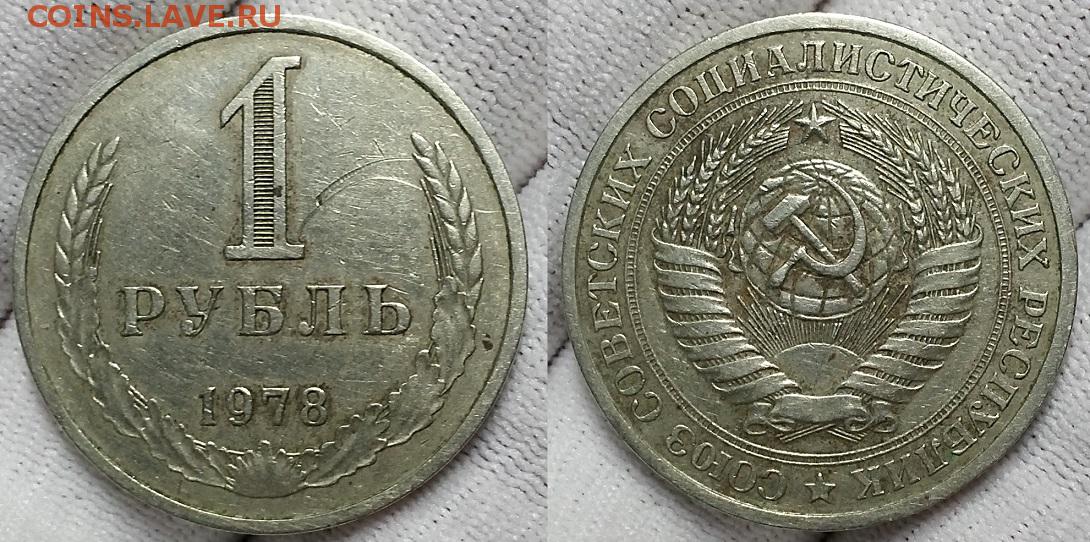 COINS.LAVE.RU
1
РУБЛЬ
1978
СОЮЗ СОВЕТСКИХ СОЦИАЛИСТИЧЕСКИХ РЕСПУБЛИК